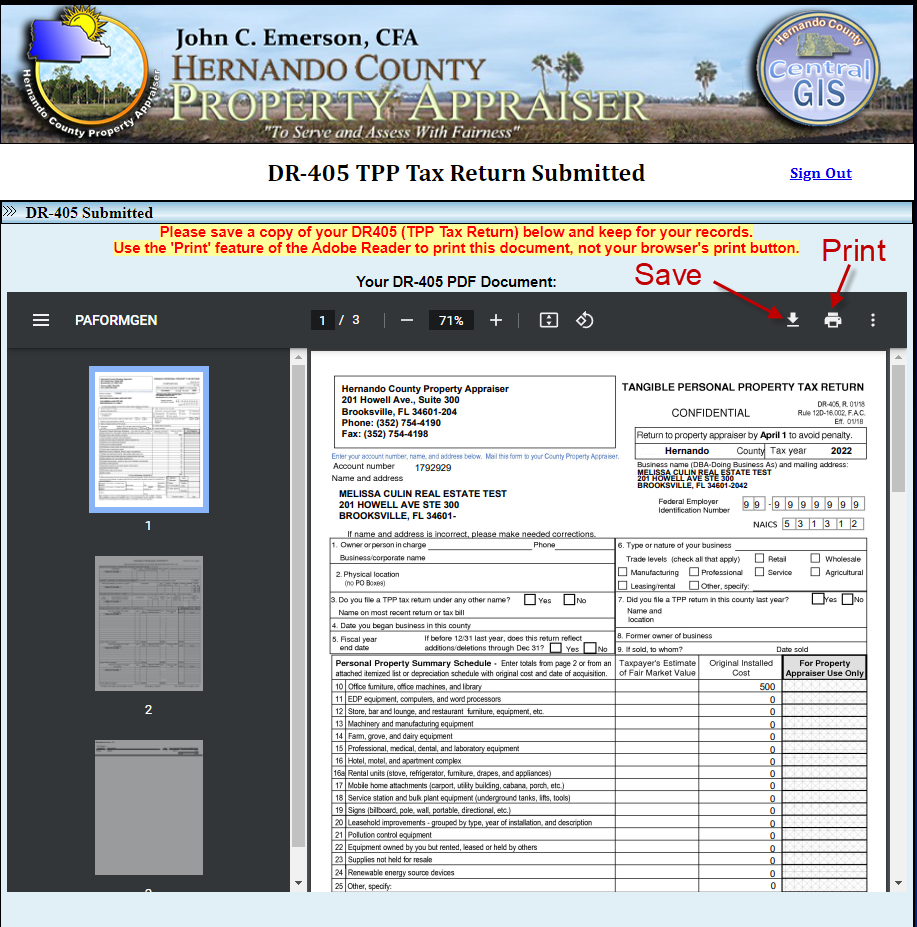 John C. Emerson, CFA
HERNANDO COUNTY
PROPERTY APPRAISER
"To Serve and Assess With Fairness"
Hernando County Property Appraiser
Hernando County
Central
GIS
DR-405 TPP Tax Return Submitted
Sign Out
DR-405 Submitted
Please save a copy of your DR405 (TPP Tax Return) below and keep for your records.
Use the 'Print' feature of the Adobe Reader to print this document, not your browser's print button.
Print
Save
Your DR-405 PDF Document:
PAFORMGEN
1 / 3
71%
1
2
Hernando County Property Appraiser
201 Howell Ave., Suite 300
Brooksville, FL 34601-204
Phone: (352) 754-4190
Fax: (352) 754-4198
TANGIBLE PERSONAL PROPERTY TAX RETURN
CONFIDENTIAL
DR-405, R. 01/18
Rule 12D-16.002, F.A.C.
Eff. 01/18
Return to property appraiser by April 1 to avoid penalty.
Hernando County Tax year 2022
Enter your account number, name, and address below. Mail this form to your County Property Appraiser.
Account number 1792929
Name and address
MELISSA CULIN REAL ESTATE TEST
201 HOWELL AVE STE 300
BROOKSVILLE, FL 34601-
If name and address is incorrect, please make needed corrections.
Business name (DBA-Doing Business As) and mailing address:
MELISSA CULIN REAL ESTATE TEST
201 HOWELL AVE STE 300
BROOKSVILLE, FL 34601-2042
Federal Employer
Identification Number
9 9 - 9 9 9 9 9 9 9
NAICS 5 3 1 3 1 2
1. Owner or person in charge Phone
Business/corporate name
2. Physical location
(no PO Boxes)
3. Do you file a TPP tax return under any other name? Yes No
Name on most recent return or tax bill
4. Date you began business in this county
5. Fiscal year
end date
If before 12/31 last year, does this return reflect
additions/deletions through Dec 31? Yes No
6. Type or nature of your business
Trade levels (check all that apply) Retail Wholesale
Manufacturing Professional Service Agricultural
Leasing/rental Other, specify:
7. Did you file a TPP return in this county last year? Yes No
Name and
location
8. Former owner of business
9. If sold, to whom? Date sold
Personal Property Summary Schedule - Enter totals from page 2 or from an
attached itemized list or depreciation schedule with original cost and date of acquisition.
Taxpayer's Estimate
of Fair Market Value
Original Installed
Cost
For Property
Appraiser Use Only
10 Office furniture, office machines, and library 500
11 EDP equipment, computers, and word processors 0
12 Store, bar and lounge, and restaurant furniture, equipment, etc. 0
13 Machinery and manufacturing equipment 0
14 Farm, grove, and dairy equipment 0
15 Professional, medical, dental, and laboratory equipment 0
16 Hotel, motel, and apartment complex 0
16a Rental units (stove, refrigerator, furniture, drapes, and appliances) 0
17 Mobile home attachments (carport, utility building, cabana, porch, etc.) 0
18 Service station and bulk plant equipment (underground tanks, lifts, tools) 0
19 Signs (billboard, pole, wall, portable, directional, etc.) 0
20 Leasehold improvements - grouped by type, year of installation, and description 0
21 Pollution control equipment 0
22 Equipment owned by you but rented, leased or held by others 0
23 Supplies not held for resale 0
24 Renewable energy source devices 0
25 Other, specify: 0